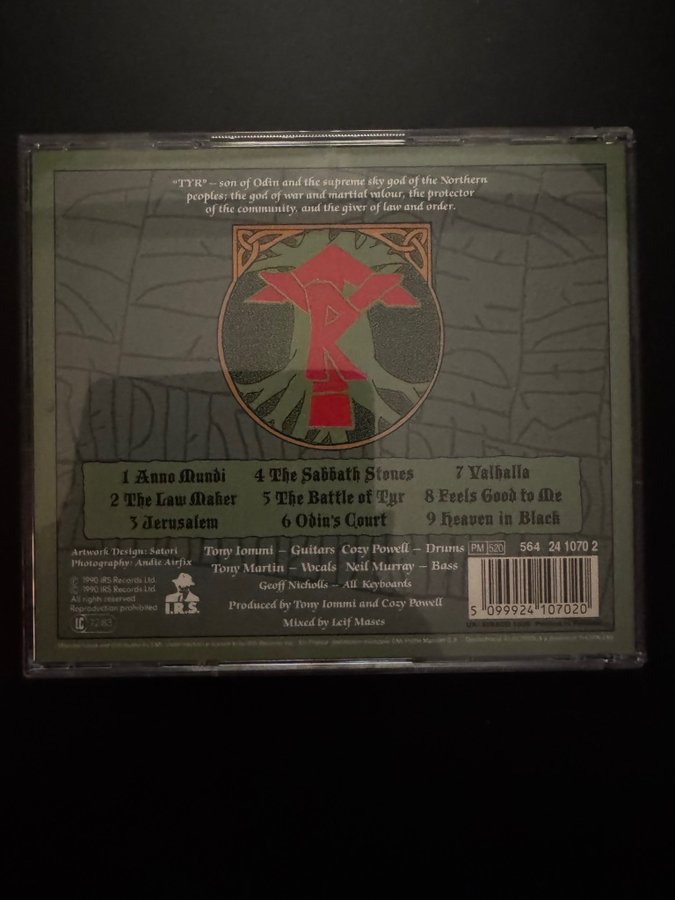 "TYR" – son of Odin and the supreme sky god of the Northern
peoples; the god of war and martial valour, the protector
of the community, and the giver of law and order.
TYR
1 Anno Mundi
2 The Law Maker
3 Jerusalem
4 The Sabbath Stones
5 The Battle of Tyr
6 Odin's Court
7 Valhalla
8 Feels Good to Me
9 Heaven in Black
Artwork Design: Satori
Photography: Andie Airfix
℗ 1990 IRS Records Ltd.
© 1990 IRS Records Ltd.
All rights reserved
Reproduction prohibited
LC 7283
I.R.S.
Tony Iommi – Guitars Cozy Powell – Drums
Tony Martin – Vocals Neil Murray – Bass
Geoff Nicholls – All Keyboards
Produced by Tony Iommi and Cozy Powell
Mixed by Leif Mases
PM 520
564 24 1070 2
5 099924 107020